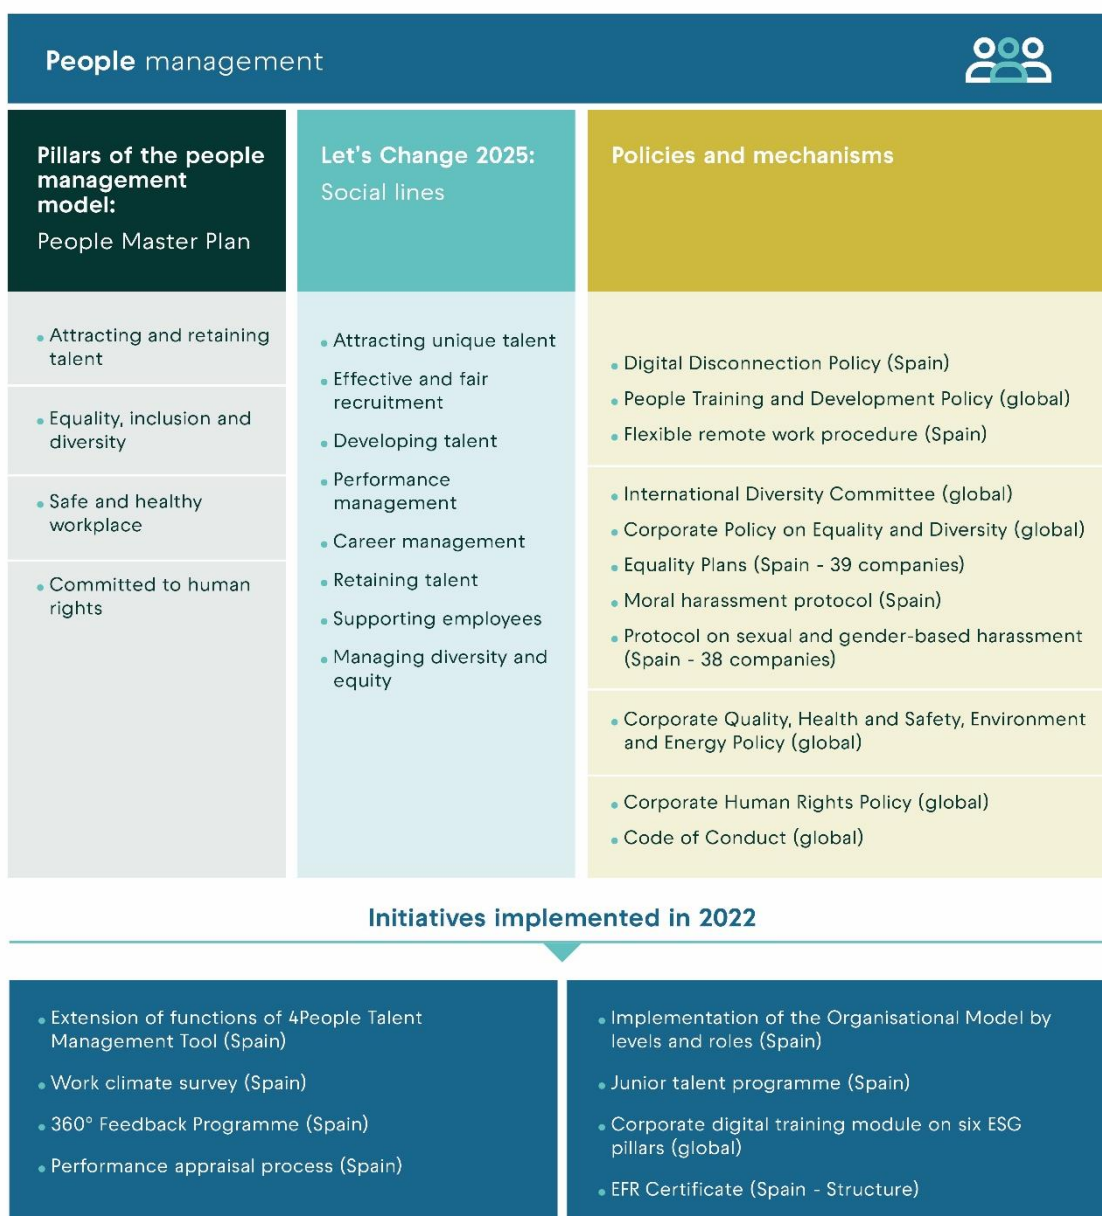 People management
Pillars of the people
management
model:
People Master Plan
• Attracting and retaining
talent
• Equality, inclusion and
diversity
• Safe and healthy
workplace
• Committed to human
rights
Let's Change 2025:
Social lines
• Attracting unique talent
• Effective and fair
recruitment
• Developing talent
• Performance
management
• Career management
• Retaining talent
• Supporting employees
• Managing diversity and
equity
Policies and mechanisms
• Digital Disconnection Policy (Spain)
• People Training and Development Policy (global)
• Flexible remote work procedure (Spain)
• International Diversity Committee (global)
• Corporate Policy on Equality and Diversity (global)
• Equality Plans (Spain - 39 companies)
• Moral harassment protocol (Spain)
• Protocol on sexual and gender-based harassment
(Spain - 38 companies)
• Corporate Quality, Health and Safety, Environment
and Energy Policy (global)
• Corporate Human Rights Policy (global)
• Code of Conduct (global)
Initiatives implemented in 2022
• Extension of functions of 4People Talent
Management Tool (Spain)
• Work climate survey (Spain)
• 360° Feedback Programme (Spain)
• Performance appraisal process (Spain)
• Implementation of the Organisational Model by
levels and roles (Spain)
• Junior talent programme (Spain)
• Corporate digital training module on six ESG
pillars (global)
• EFR Certificate (Spain - Structure)